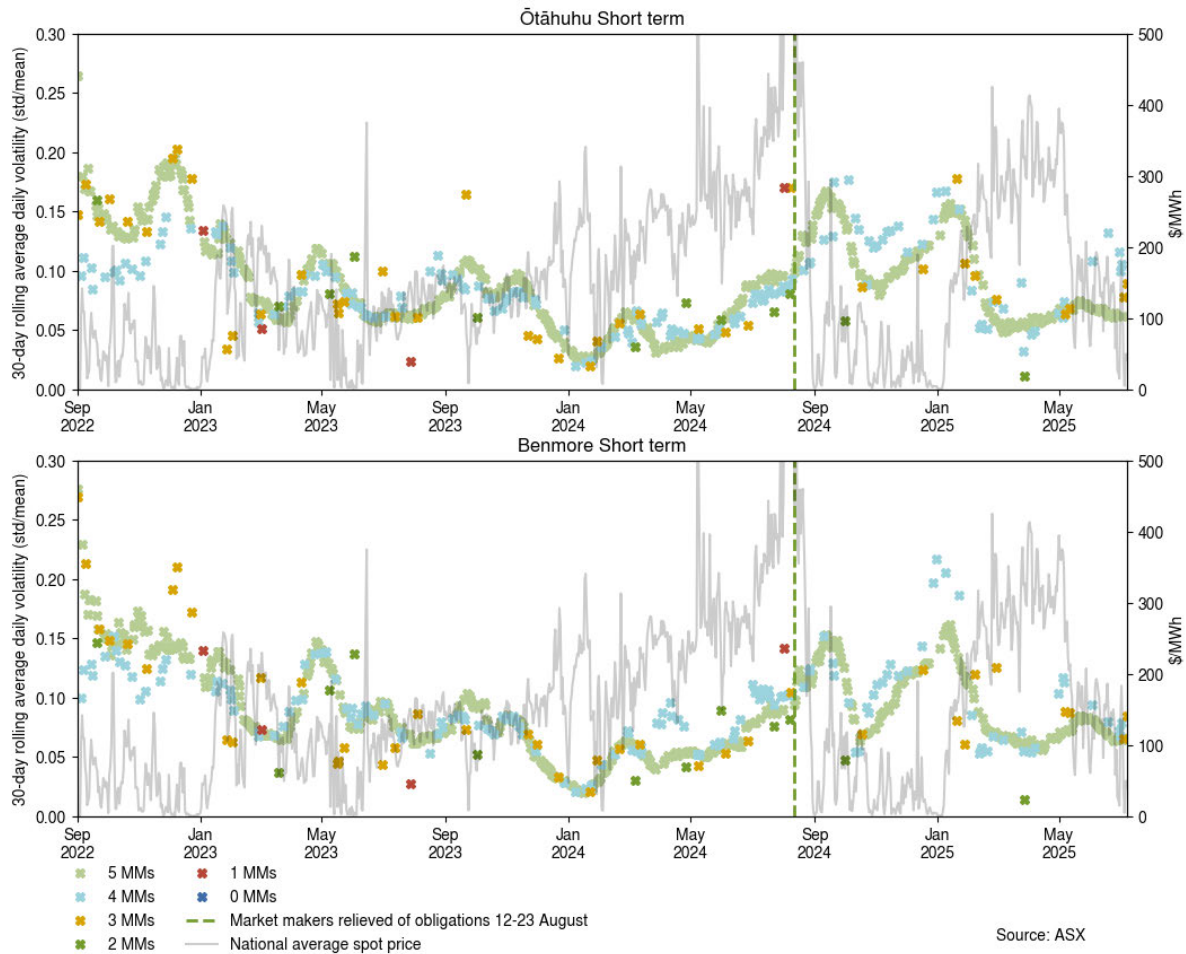 Ōtāhuhu Short term
30-day rolling average daily volatility (std/mean)
0.30
0.25
0.20
0.15
0.10
0.05
0.00
500
400
300
200
100
0
$/MWh
Sep Jan May Sep Jan May Sep Jan May
2022 2023 2023 2023 2024 2024 2024 2025 2025
Benmore Short term
30-day rolling average daily volatility (std/mean)
0.30
0.25
0.20
0.15
0.10
0.05
0.00
500
400
300
200
100
0
$/MWh
Sep Jan May Sep Jan May Sep Jan May
2022 2023 2023 2023 2024 2024 2024 2025 2025
5 MMs
4 MMs
3 MMs
2 MMs
1 MMs
0 MMs
Market makers relieved of obligations 12-23 August
National average spot price
Source: ASX